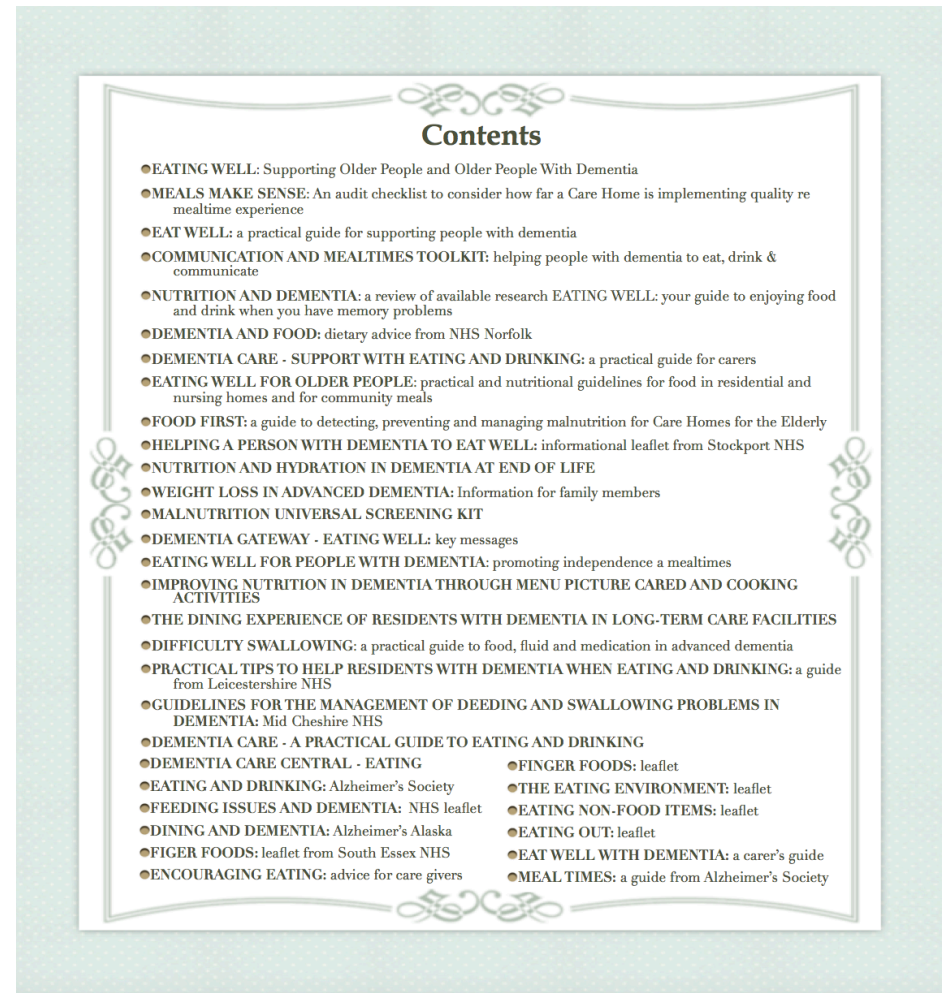 Contents
EATING WELL: Supporting Older People and Older People With Dementia
MEALS MAKE SENSE: An audit checklist to consider how far a Care Home is implementing quality re
mealtime experience
EAT WELL: a practical guide for supporting people with dementia
COMMUNICATION AND MEALTIMES TOOLKIT: helping people with dementia to eat, drink &
communicate
NUTRITION AND DEMENTIA: a review of available research EATING WELL: your guide to enjoying food
and drink when you have memory problems
DEMENTIA AND FOOD: dietary advice from NHS Norfolk
DEMENTIA CARE - SUPPORT WITH EATING AND DRINKING: a practical guide for carers
EATING WELL FOR OLDER PEOPLE: practical and nutritional guidelines for food in residential and
nursing homes and for community meals
FOOD FIRST: a guide to detecting, preventing and managing malnutrition for Care Homes for the Elderly
HELPING A PERSON WITH DEMENTIA TO EAT WELL: informational leaflet from Stockport NHS
NUTRITION AND HYDRATION IN DEMENTIA AT END OF LIFE
WEIGHT LOSS IN ADVANCED DEMENTIA: Information for family members
MALNUTRITION UNIVERSAL SCREENING KIT
DEMENTIA GATEWAY - EATING WELL: key messages
EATING WELL FOR PEOPLE WITH DEMENTIA: promoting independence a mealtimes
IMPROVING NUTRITION IN DEMENTIA THROUGH MENU PICTURE CARED AND COOKING
ACTIVITIES
THE DINING EXPERIENCE OF RESIDENTS WITH DEMENTIA IN LONG-TERM CARE FACILITIES
DIFFICULTY SWALLOWING: a practical guide to food, fluid and medication in advanced dementia
PRACTICAL TIPS TO HELP RESIDENTS WITH DEMENTIA WHEN EATING AND DRINKING: a guide
from Leicestershire NHS
GUIDELINES FOR THE MANAGEMENT OF DEEDING AND SWALLOWING PROBLEMS IN
DEMENTIA: Mid Cheshire NHS
DEMENTIA CARE - A PRACTICAL GUIDE TO EATING AND DRINKING
DEMENTIA CARE CENTRAL - EATING
EATING AND DRINKING: Alzheimer's Society
FEEDING ISSUES AND DEMENTIA: NHS leaflet
DINING AND DEMENTIA: Alzheimer's Alaska
FIGER FOODS: leaflet from South Essex NHS
ENCOURAGING EATING: advice for care givers
FINGER FOODS: leaflet
THE EATING ENVIRONMENT: leaflet
EATING NON-FOOD ITEMS: leaflet
EATING OUT: leaflet
EAT WELL WITH DEMENTIA: a carer's guide
MEAL TIMES: a guide from Alzheimer's Society